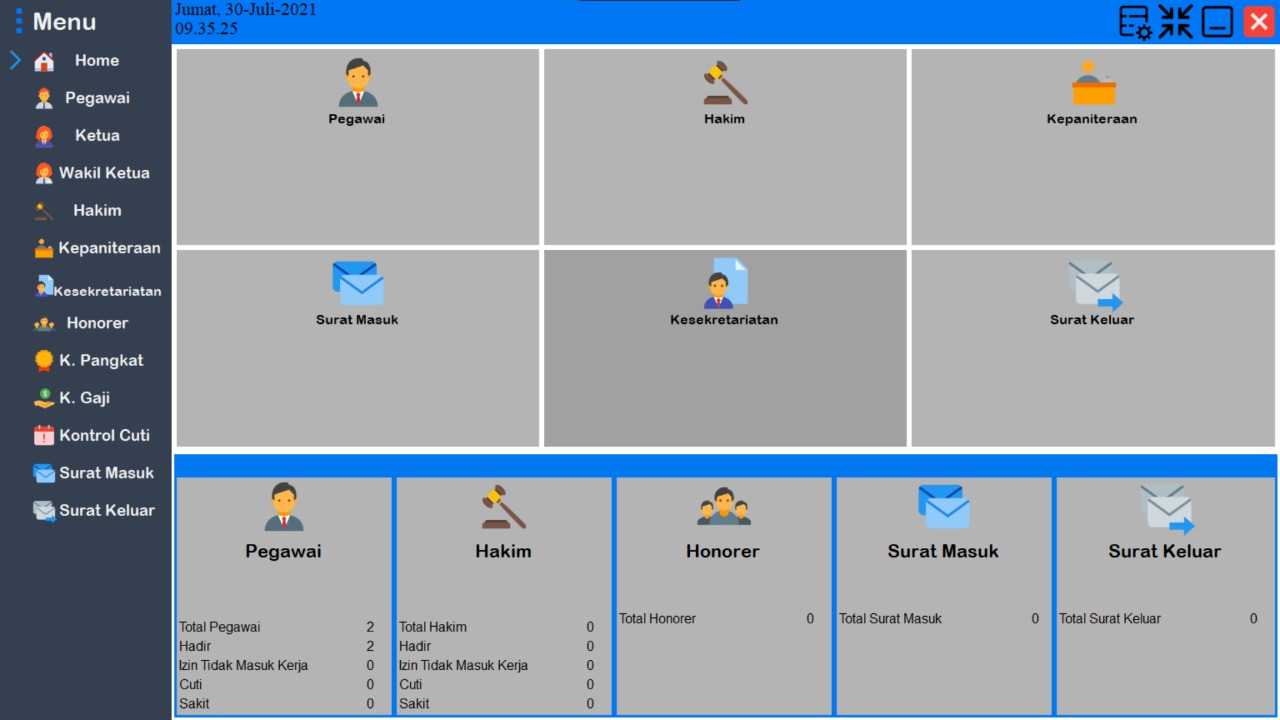 Menu
Home
Pegawai
Ketua
Wakil Ketua
Hakim
Kepaniteraan
Kesekretariatan
Honorer
K. Pangkat
K. Gaji
Kontrol Cuti
Surat Masuk
Surat Keluar
Jumat, 30-Juli-2021
09.35.25
Pegawai
Hakim
Kepaniteraan
Surat Masuk
Kesekretariatan
Surat Keluar
Pegawai
Total Pegawai 2
Hadir 2
Izin Tidak Masuk Kerja 0
Cuti 0
Sakit 0
Hakim
Total Hakim 0
Hadir 0
Izin Tidak Masuk Kerja 0
Cuti 0
Sakit 0
Honorer
Total Honorer 0
Surat Masuk
Total Surat Masuk 0
Surat Keluar
Total Surat Keluar 0